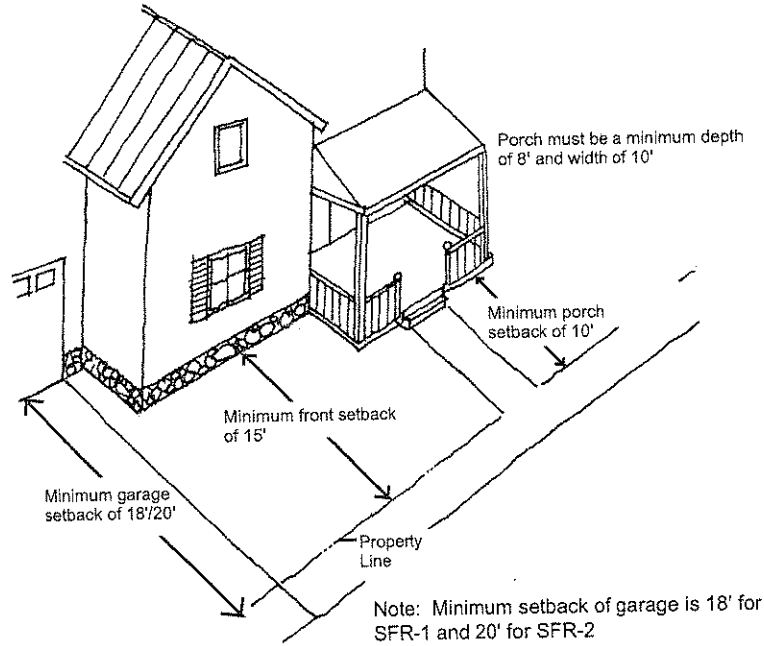 Porch must be a minimum depth
of 8' and width of 10'
Minimum porch
setback of 10'
Minimum front setback
of 15'
Minimum garage
setback of 18'/20'
Property
Line
Note: Minimum setback of garage is 18' for
SFR-1 and 20' for SFR-2